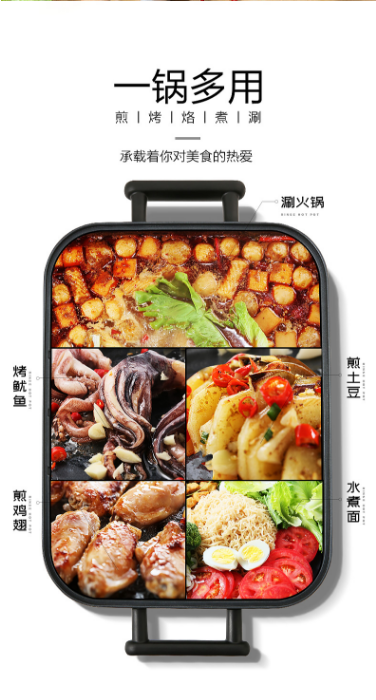 一锅多用
煎 | 烤 | 烙 | 煮 | 涮
承载着你对美食的热爱
涮火锅
烤鱿鱼
煎土豆
煎鸡翅
水煮面